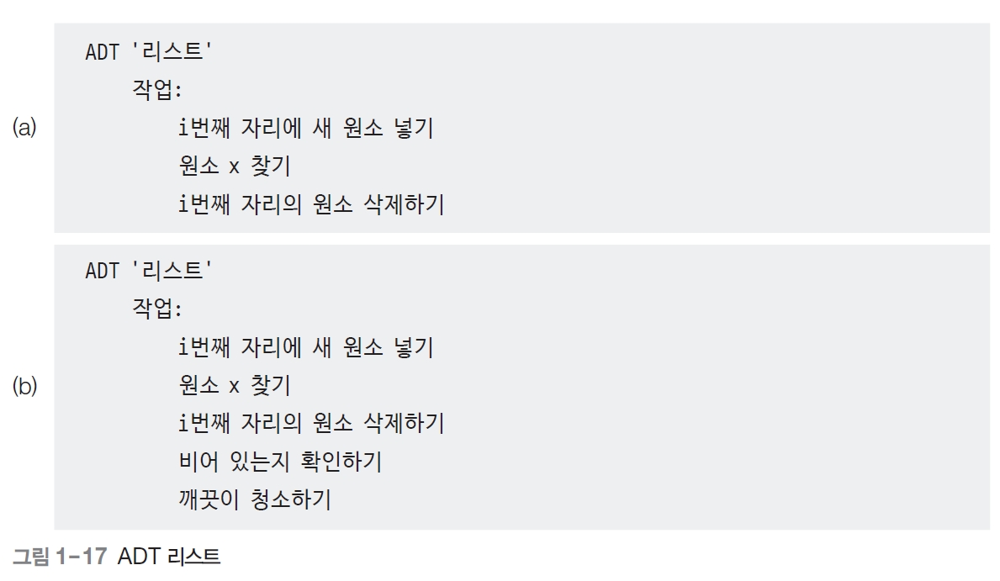 (a)
ADT '리스트'
작업:
i번째 자리에 새 원소 넣기
원소 x 찾기
i번째 자리의 원소 삭제하기
(b)
ADT '리스트'
작업:
i번째 자리에 새 원소 넣기
원소 x 찾기
i번째 자리의 원소 삭제하기
비어 있는지 확인하기
깨끗이 청소하기
그림 1-17 ADT 리스트